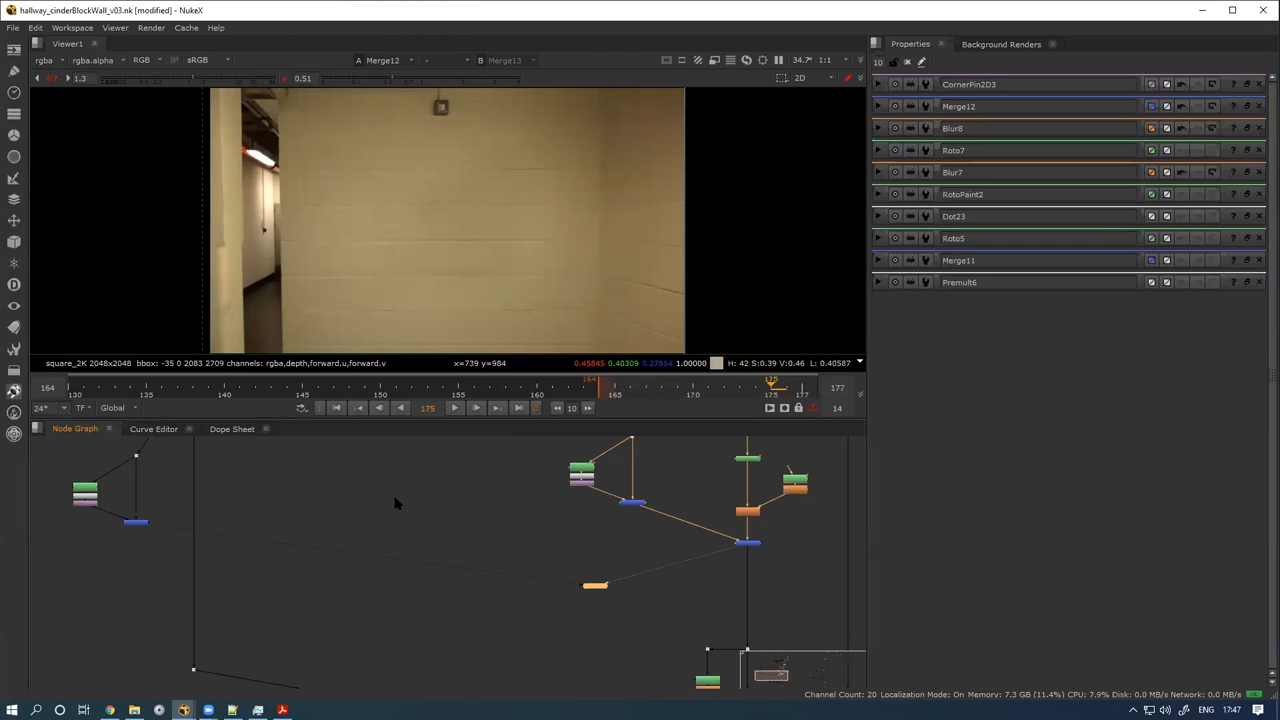 hallway_cinderBlockWall_v03.nk [modified] - NukeX
File Edit Workspace Viewer Render Cache Help
Viewer1
rgba rgba.alpha RGB IP sRGB A Merge12 - B Merge13 34.7% 1:1
1.3 Y 0.51 2D
square_2K 2048x2048 bbox: -35 0 2083 2709 channels: rgba,depth,forward.u,forward.v x=739 y=984 0.45845 0.40309 0.27654 1.00000 H: 42 S:0.39 V:0.46 L: 0.40587
164 130 135 140 145 150 155 160 164 165 170 175 175 177 177
24* TF Global 175 10 14
Node Graph Curve Editor Dope Sheet
Properties Background Renders
10
CornerPin2D3
Merge12
Blur8
Roto7
Blur7
RotoPaint2
Dot23
Roto5
Merge11
Premult6
Channel Count: 20 Localization Mode: On Memory: 7.3 GB (11.4%) CPU: 7.9% Disk: 0.0 MB/s Network: 0.0 MB/s
ENG 17:47